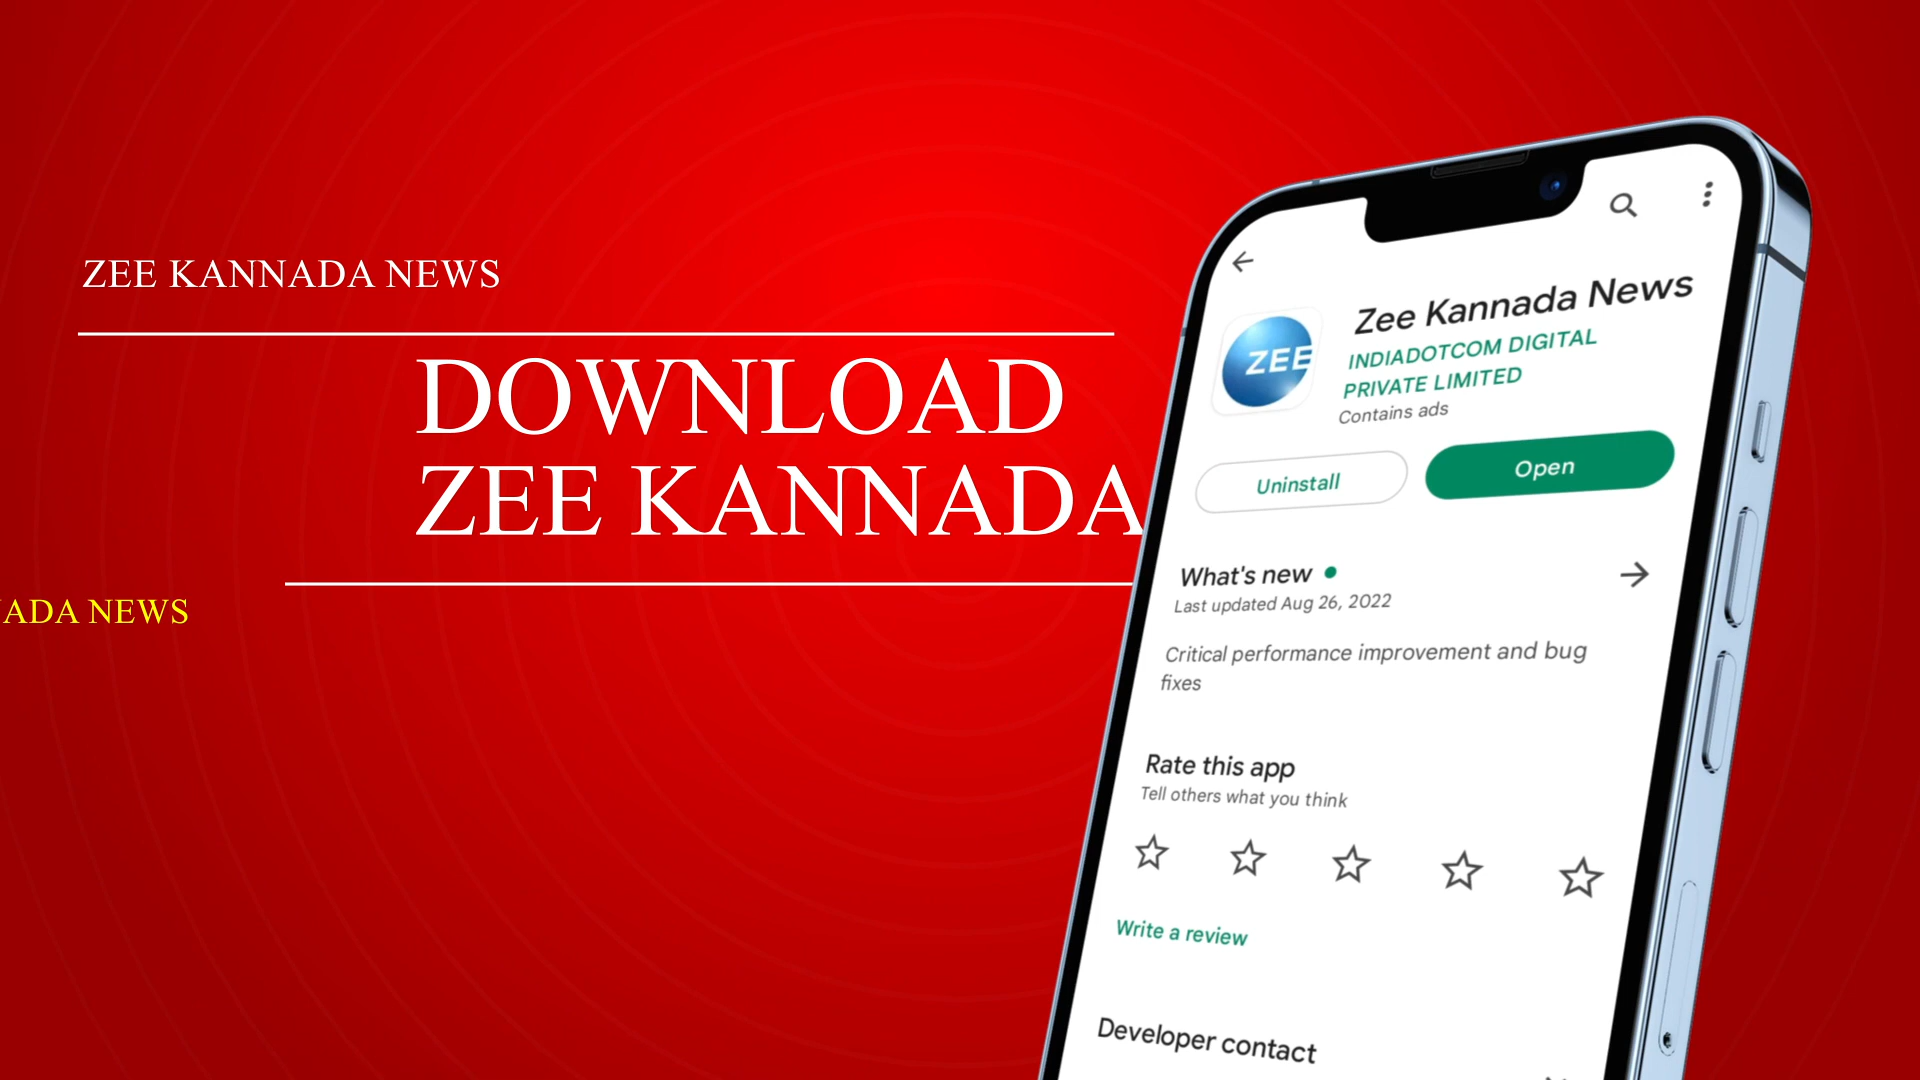 ZEE KANNADA NEWS
DOWNLOAD
ZEE KANNADA
ADA NEWS
Zee Kannada News
ZEE
INDIADOTCOM DIGITAL
PRIVATE LIMITED
Contains ads
Uninstall
Open
What's new
Last updated Aug 26, 2022
Critical performance improvement and bug
fixes
Rate this app
Tell others what you think
Write a review
Developer contact